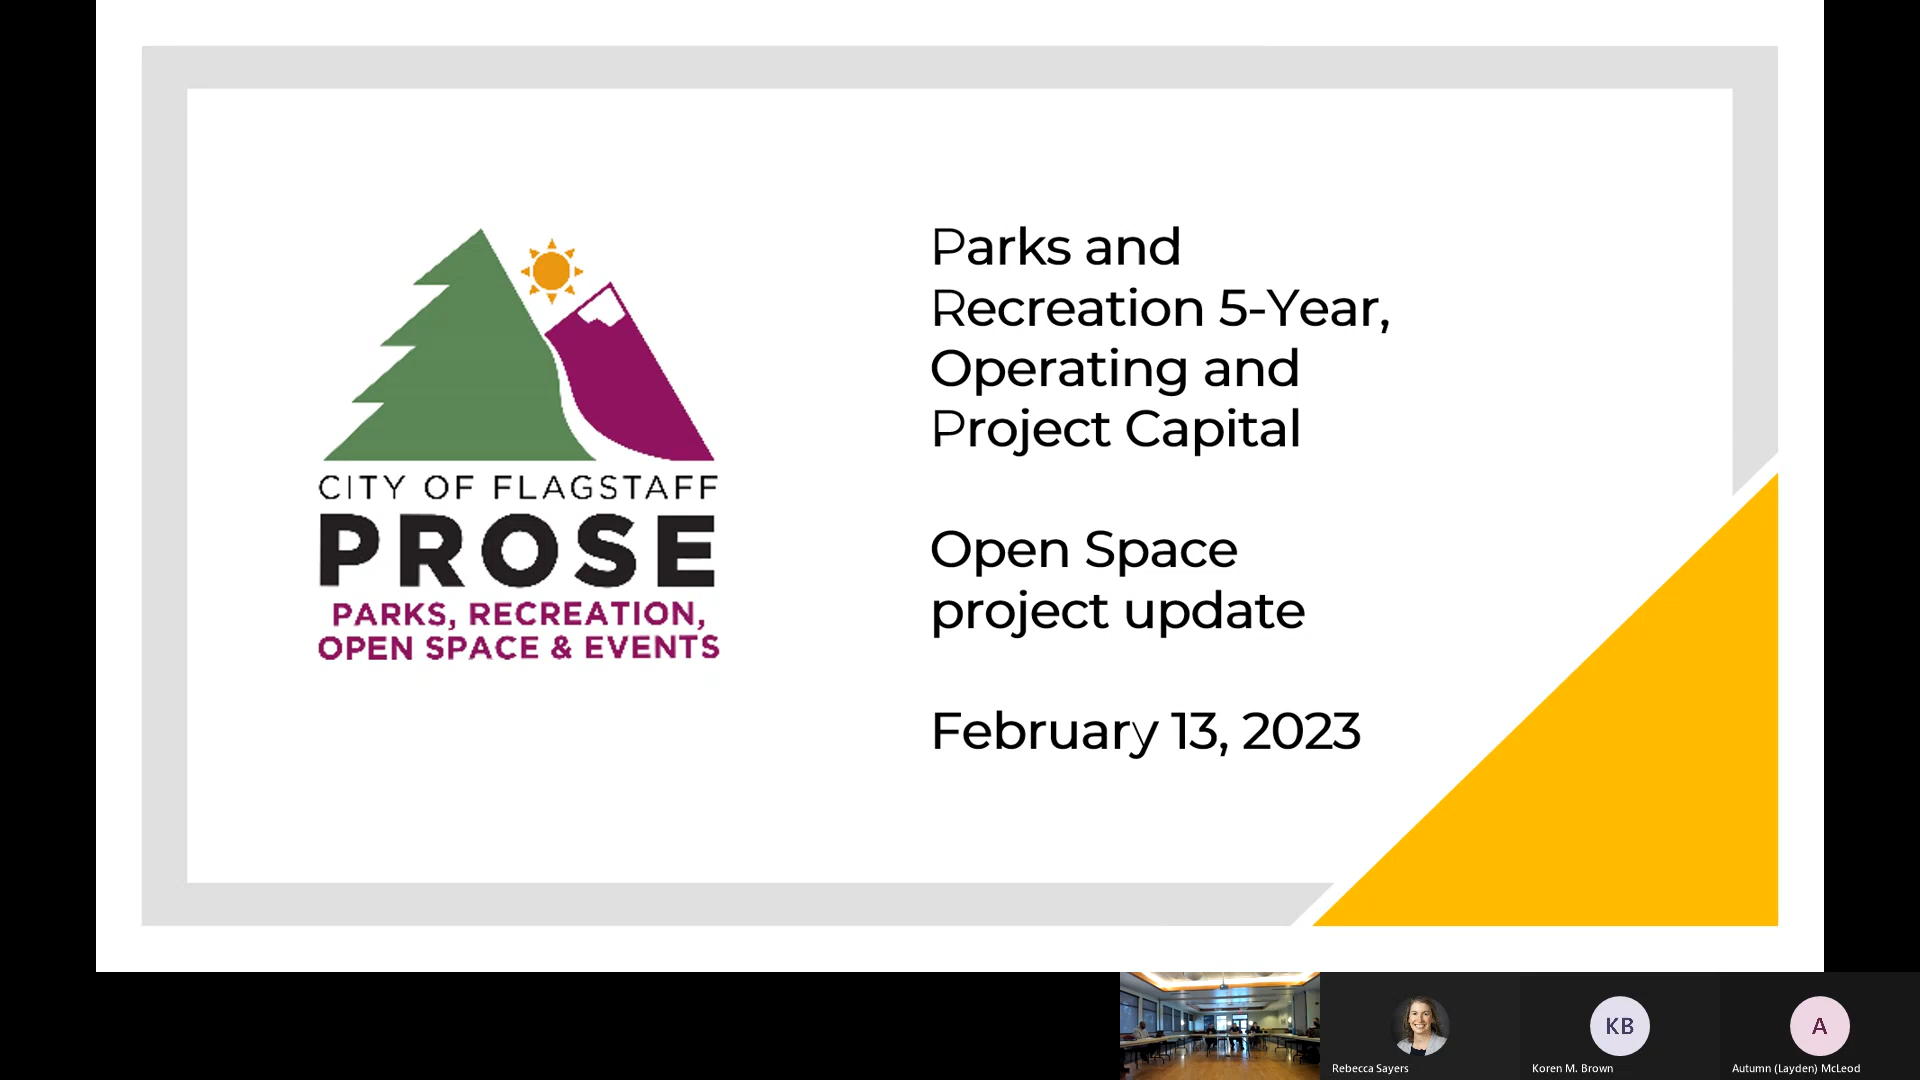 CITY OF FLAGSTAFF
PROSE
PARKS, RECREATION,
OPEN SPACE & EVENTS
Parks and
Recreation 5-Year,
Operating and
Project Capital
Open Space
project update
February 13, 2023
Rebecca Sayers
KB
Koren M. Brown
A
Autumn (Layden) McLeod